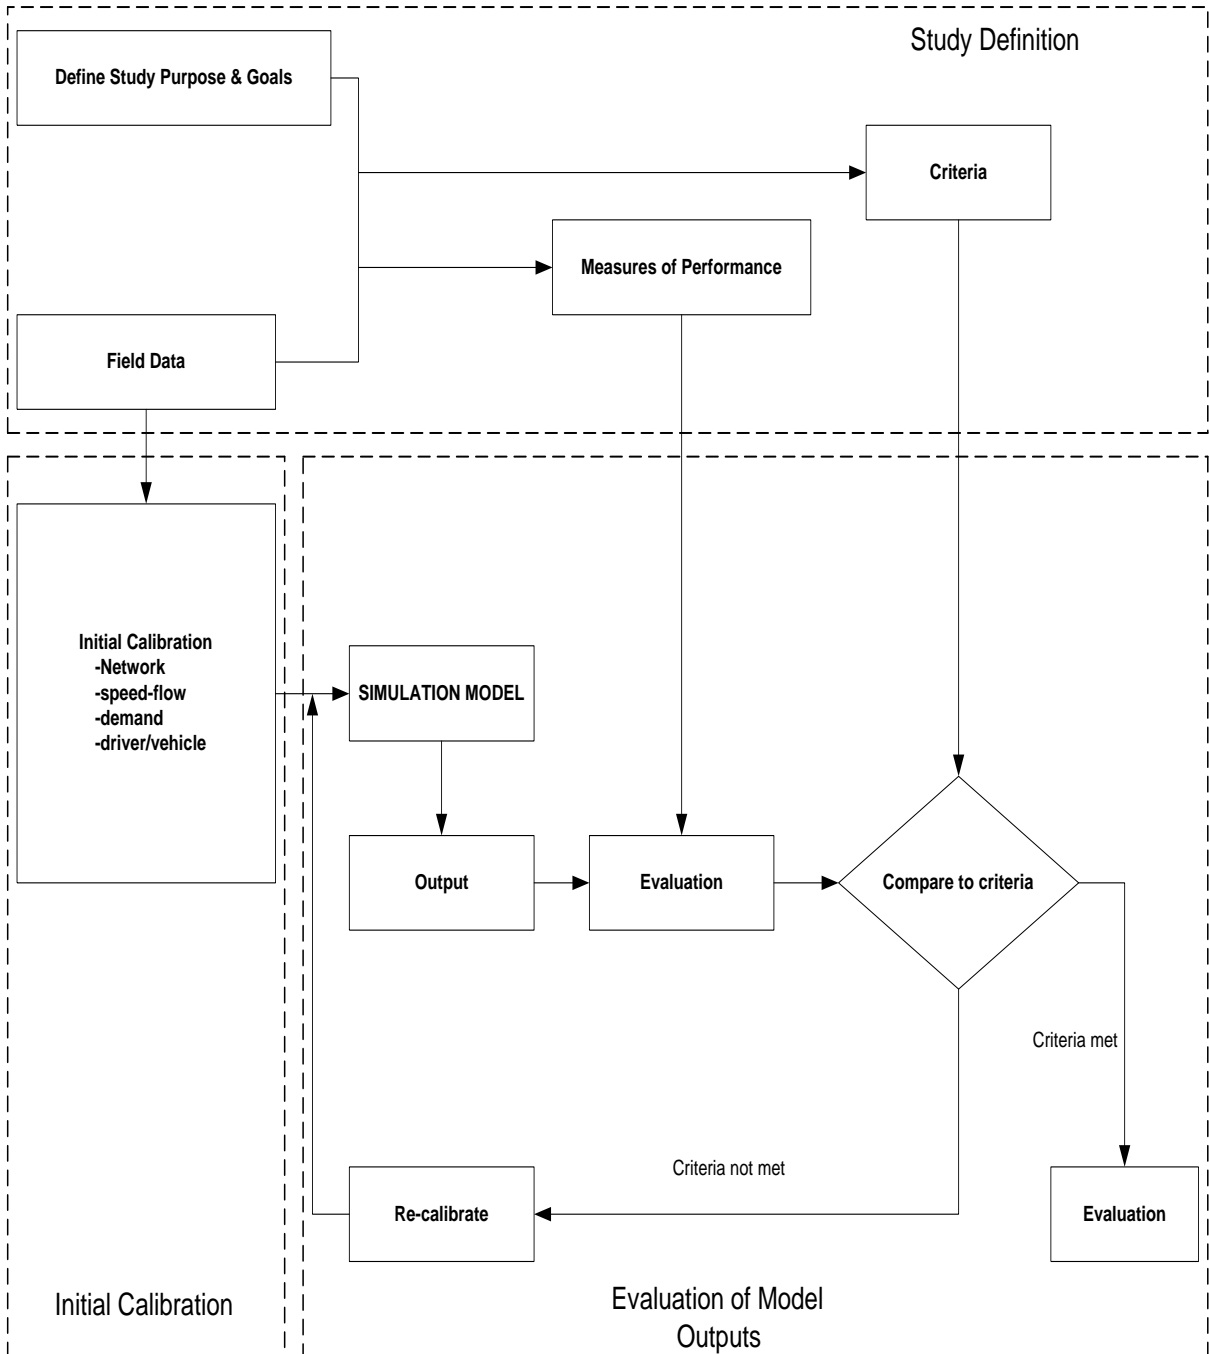 Study Definition
Define Study Purpose & Goals
Criteria
Measures of Performance
Field Data
Initial Calibration
-Network
-speed-flow
-demand
-driver/vehicle
SIMULATION MODEL
Output
Evaluation
Compare to criteria
Criteria met
Criteria not met
Re-calibrate
Evaluation
Initial Calibration
Evaluation of Model
Outputs